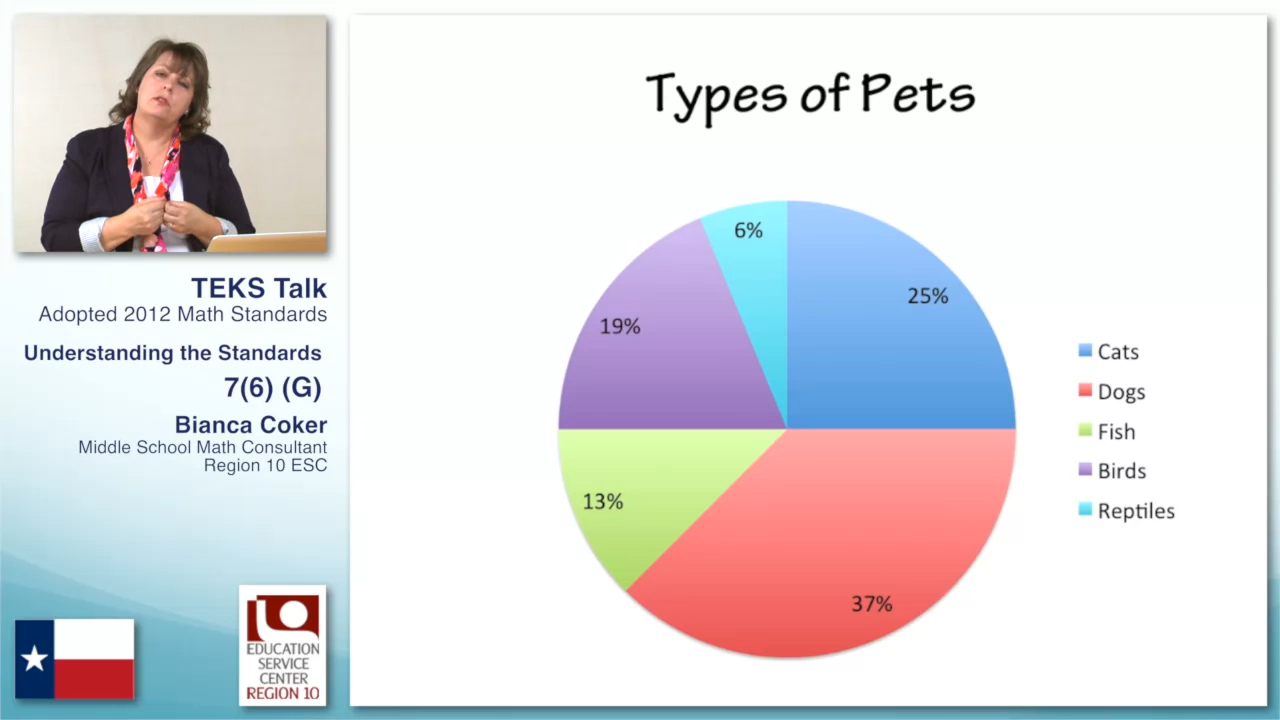 TEKS Talk
Adopted 2012 Math Standards
Understanding the Standards
7(6) (G)
Bianca Coker
Middle School Math Consultant
Region 10 ESC
EDUCATION
SERVICE
CENTER
REGION 10
Types of Pets
6%
25%
19%
13%
37%
Cats
Dogs
Fish
Birds
Reptiles